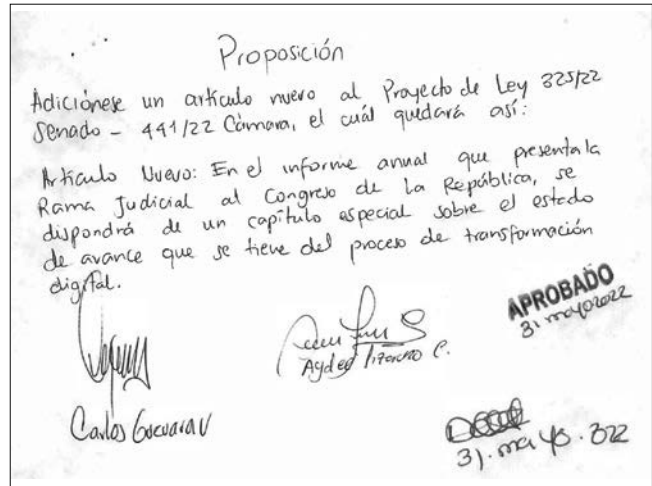 Proposición
Adiciónese un artículo nuevo al Proyecto de Ley 325/22
Senado - 441/22 Cámara, el cuál quedará así:
Artículo Nuevo: En el informe anual que presenta la
Rama Judicial al Congreso de la República, se
dispondrá de un capítulo especial sobre el estado
de avance que se tiene del proceso de transformación
digital.
APROBADO
31 mayo 2022
Aydeé Lizarazo C.
Carlos Guevara V
31. mayo. 322